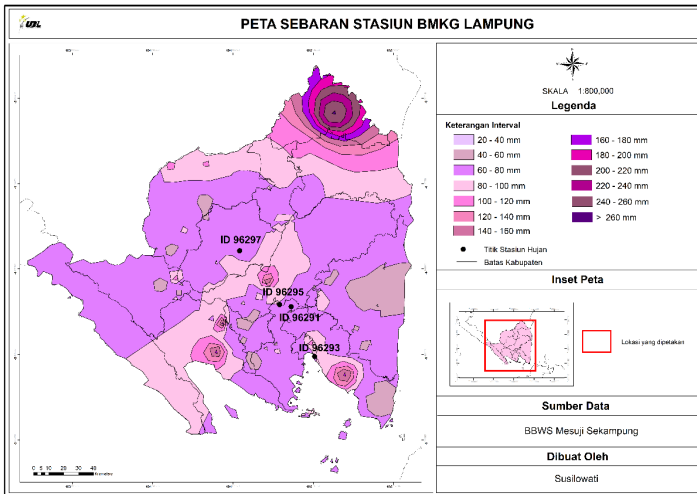 UBL
PETA SEBARAN STASIUN BMKG LAMPUNG
SKALA 1:800,000
Legenda
Keterangan Interval
20 - 40 mm
40 - 60 mm
60 - 80 mm
80 - 100 mm
100 - 120 mm
120 - 140 mm
140 - 160 mm
160 - 180 mm
180 - 200 mm
200 - 220 mm
220 - 240 mm
240 - 260 mm
> 260 mm
Titik Stasiun Hujan
Batas Kabupaten
Inset Peta
Lokasi yang dipetakan
Sumber Data
BBWS Mesuji Sekampung
Dibuat Oleh
Susilowati
ID 96297
ID 96295
ID 96291
ID 96293
0 5 10 20 30 40